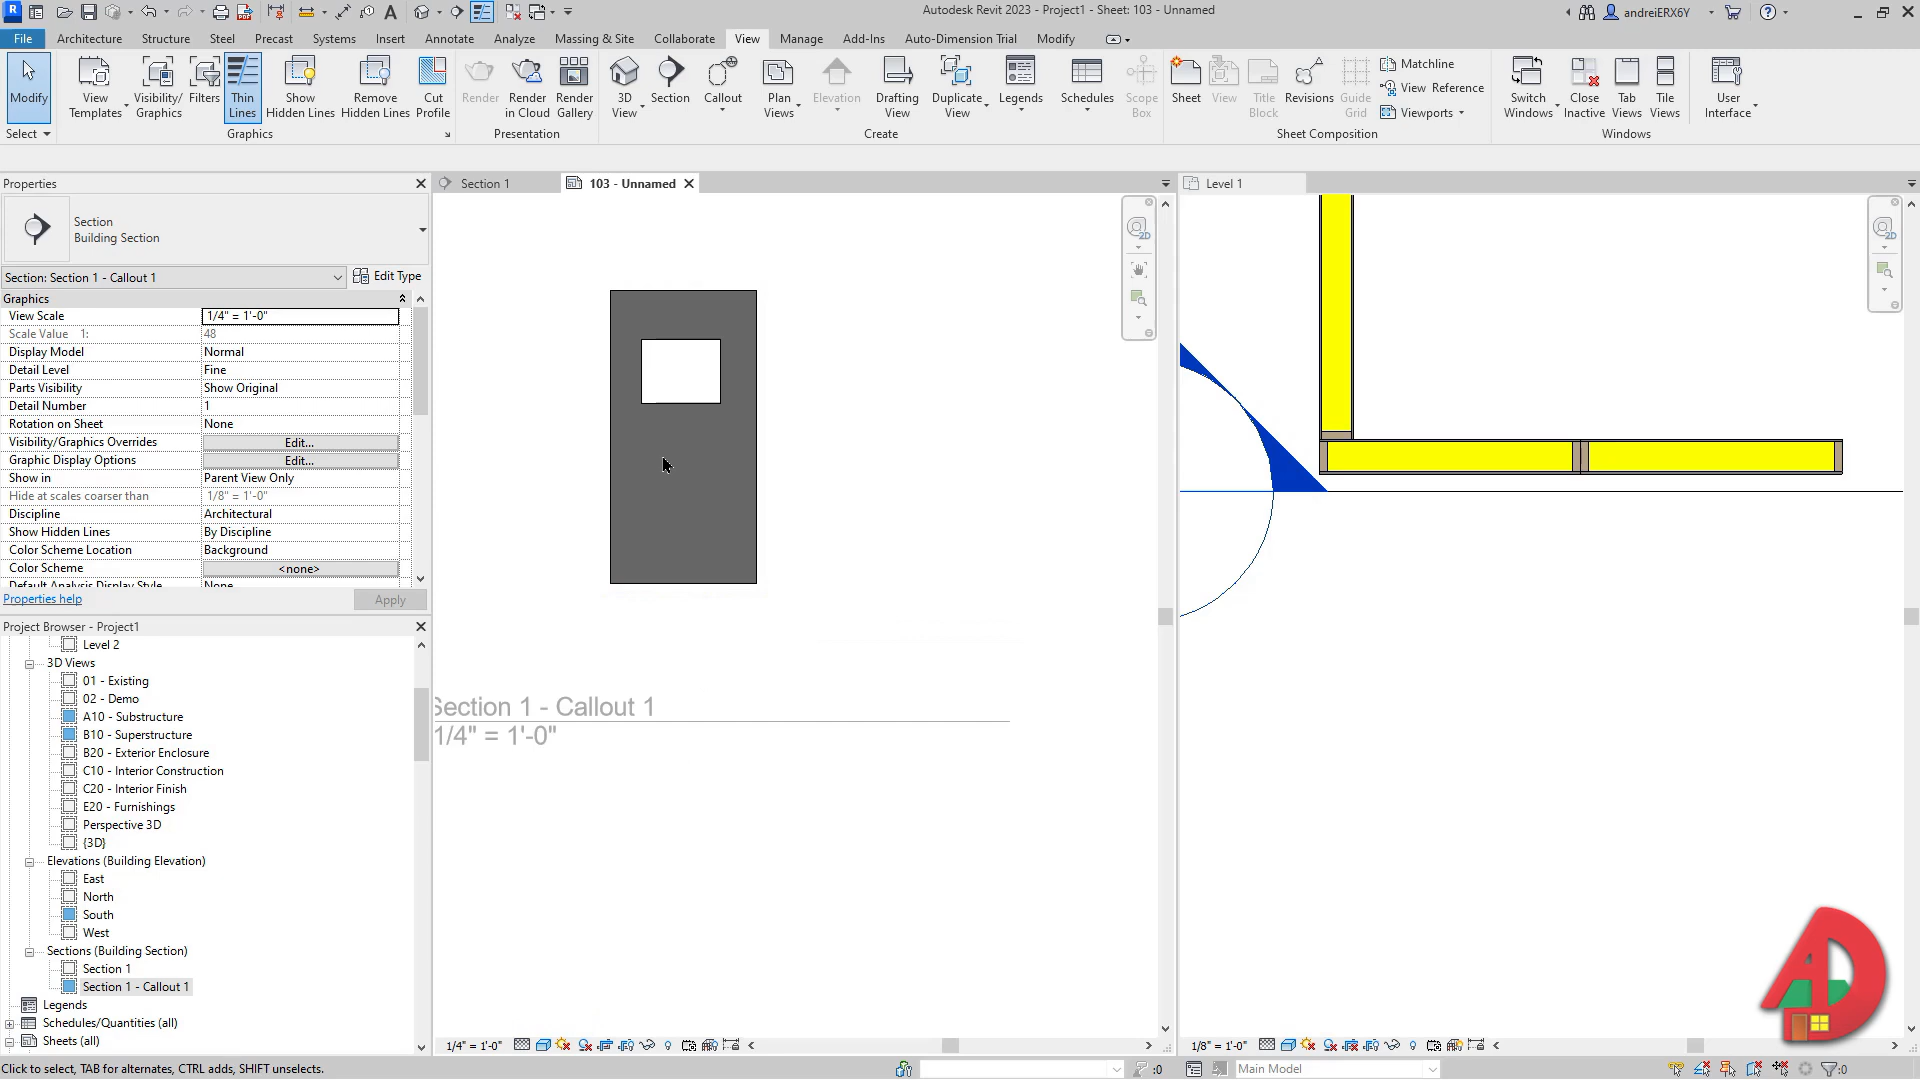 Autodesk Revit 2023 - Project1 - Sheet: 103 - Unnamed
andreiERX6Y
File Architecture Structure Steel Precast Systems Insert Annotate Analyze Massing & Site Collaborate View Manage Add-Ins Auto-Dimension Trial Modify
Modify
View Templates
Visibility/ Graphics
Filters
Thin Lines
Show Hidden Lines
Remove Hidden Lines
Cut Profile
Render
Render in Cloud
Render Gallery
3D View
Section
Callout
Plan Views
Elevation
Drafting View
Duplicate View
Legends
Schedules
Scope Box
Sheet
View
Title Block
Revisions
Guide Grid
Matchline
View Reference
Viewports
Switch Windows
Close Inactive
Tab Views
Tile Views
User Interface
Select Graphics Presentation Create Sheet Composition Windows
Properties
Section
Building Section
Section: Section 1 - Callout 1 Edit Type
Graphics
View Scale 1/4" = 1'-0"
Scale Value 1: 48
Display Model Normal
Detail Level Fine
Parts Visibility Show Original
Detail Number 1
Rotation on Sheet None
Visibility/Graphics Overrides Edit...
Graphic Display Options Edit...
Show in Parent View Only
Hide at scales coarser than 1/8" = 1'-0"
Discipline Architectural
Show Hidden Lines By Discipline
Color Scheme Location Background
Color Scheme <none>
Default Analysis Display Style None
Properties help Apply
Project Browser - Project1
Level 2
3D Views
01 - Existing
02 - Demo
A10 - Substructure
B10 - Superstructure
B20 - Exterior Enclosure
C10 - Interior Construction
C20 - Interior Finish
E20 - Furnishings
Perspective 3D
{3D}
Elevations (Building Elevation)
East
North
South
West
Sections (Building Section)
Section 1
Section 1 - Callout 1
Legends
Schedules/Quantities (all)
Sheets (all)
Section 1
103 - Unnamed
Level 1
2D
2D
Section 1 - Callout 1
1/4" = 1'-0"
1/4" = 1'-0"
1/8" = 1'-0"
Click to select, TAB for alternates, CTRL adds, SHIFT unselects.
:0
Main Model
:0